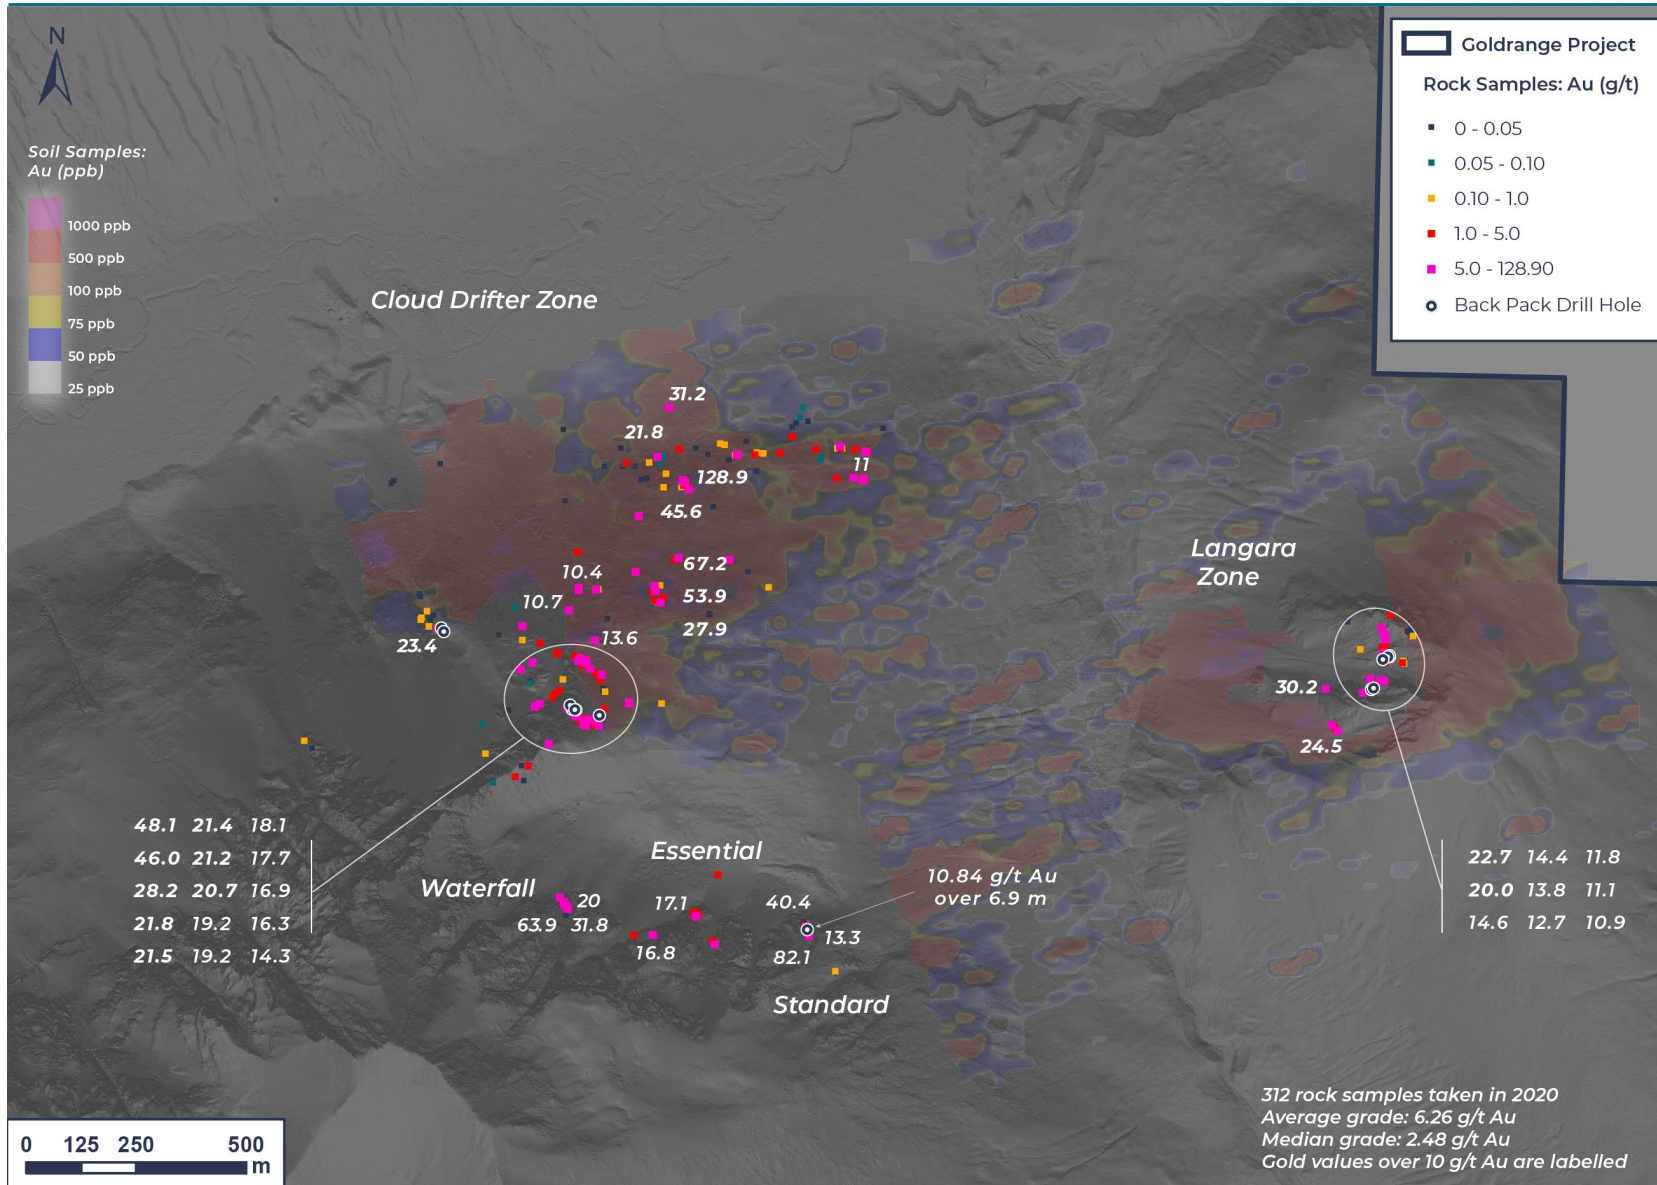 N
Soil Samples:
Au (ppb)
1000 ppb
500 ppb
100 ppb
75 ppb
50 ppb
25 ppb
Goldrange Project
Rock Samples: Au (g/t)
0 - 0.05
0.05 - 0.10
0.10 - 1.0
1.0 - 5.0
5.0 - 128.90
Back Pack Drill Hole
Cloud Drifter Zone
31.2
21.8
11
128.9
45.6
67.2
10.4
53.9
10.7
27.9
13.6
23.4
Langara
Zone
30.2
24.5
48.1 21.4 18.1
46.0 21.2 17.7
28.2 20.7 16.9
21.8 19.2 16.3
21.5 19.2 14.3
22.7 14.4 11.8
20.0 13.8 11.1
14.6 12.7 10.9
Essential
Waterfall
20
63.9 31.8
17.1
16.8
10.84 g/t Au
over 6.9 m
40.4
13.3
82.1
Standard
312 rock samples taken in 2020
Average grade: 6.26 g/t Au
Median grade: 2.48 g/t Au
Gold values over 10 g/t Au are labelled
0 125 250 500
m